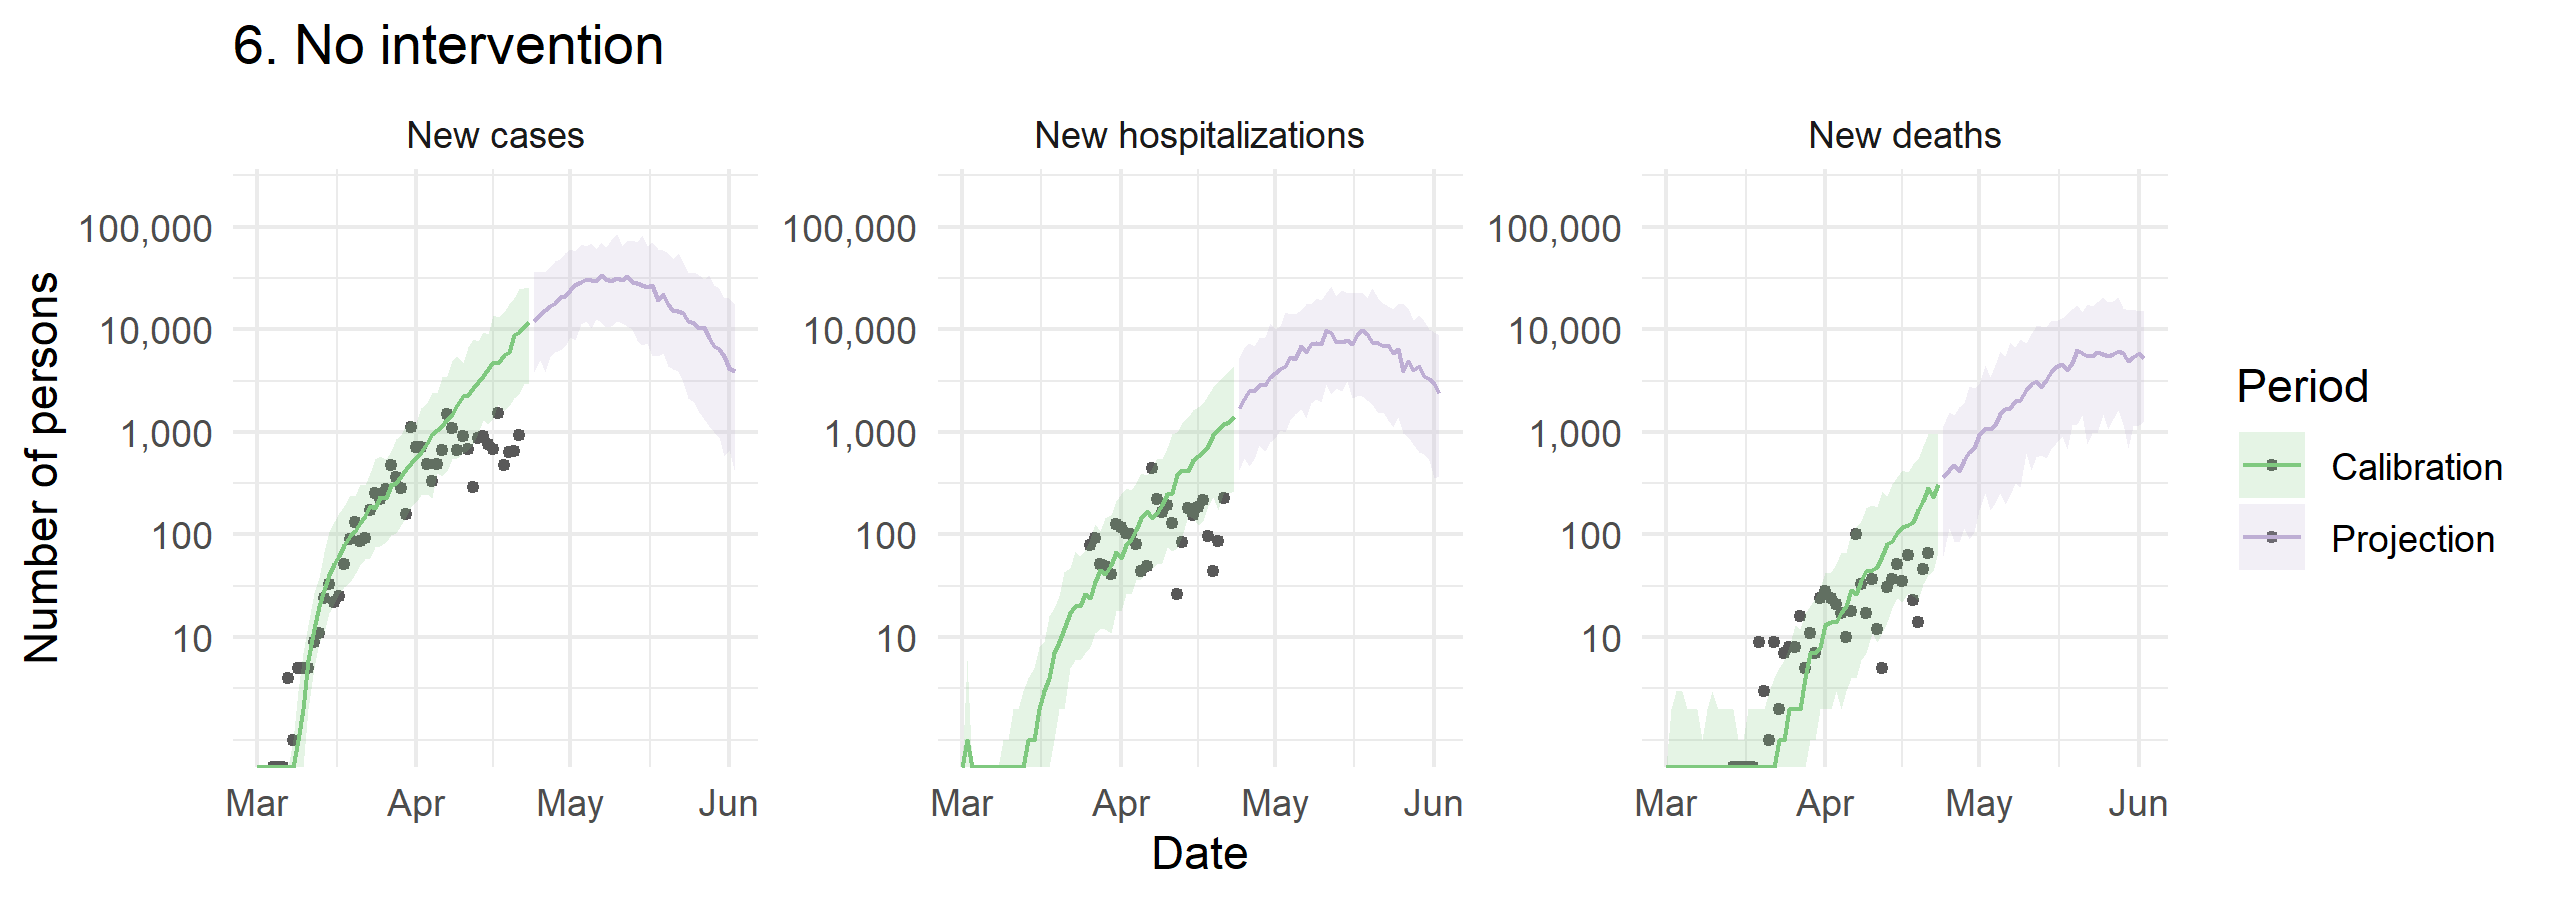 6. No intervention
New cases
New hospitalizations
New deaths
Number of persons
100,000
10,000
1,000
100
10
100,000
10,000
1,000
100
10
100,000
10,000
1,000
100
10
Mar Apr May Jun
Mar Apr May Jun
Mar Apr May Jun
Date
Period
Calibration
Projection